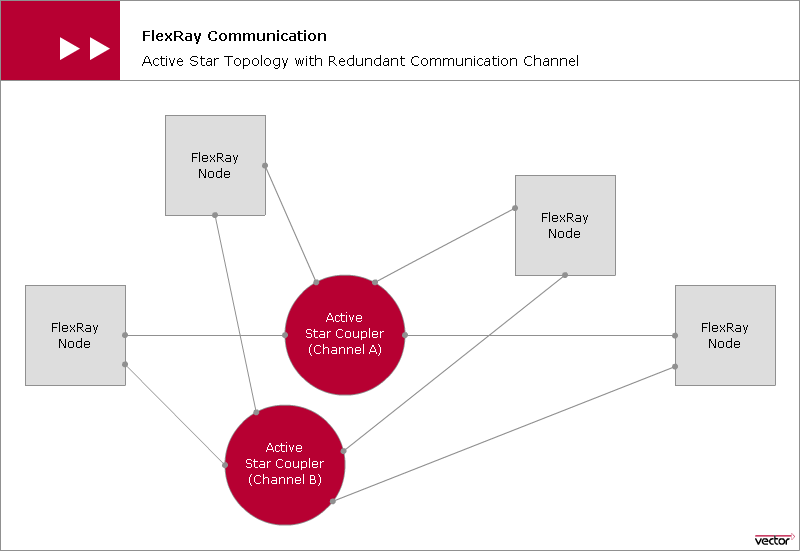 FlexRay Communication
Active Star Topology with Redundant Communication Channel
FlexRay
Node
FlexRay
Node
FlexRay
Node
FlexRay
Node
Active
Star Coupler
(Channel A)
Active
Star Coupler
(Channel B)
vector